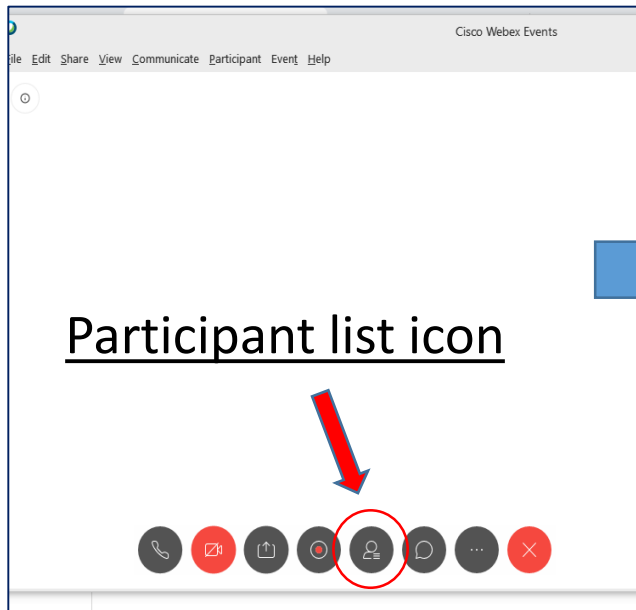 Cisco Webex Events
ile Edit Share View Communicate Participant Event Help
Participant list icon